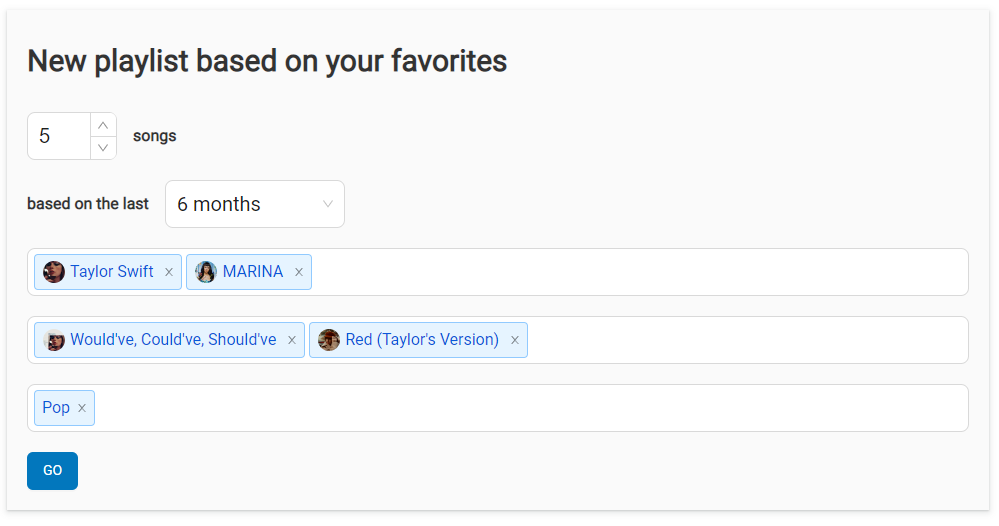 New playlist based on your favorites
5 songs
based on the last 6 months
Taylor Swift × MARINA ×
Would've, Could've, Should've × Red (Taylor's Version) ×
Pop ×
GO